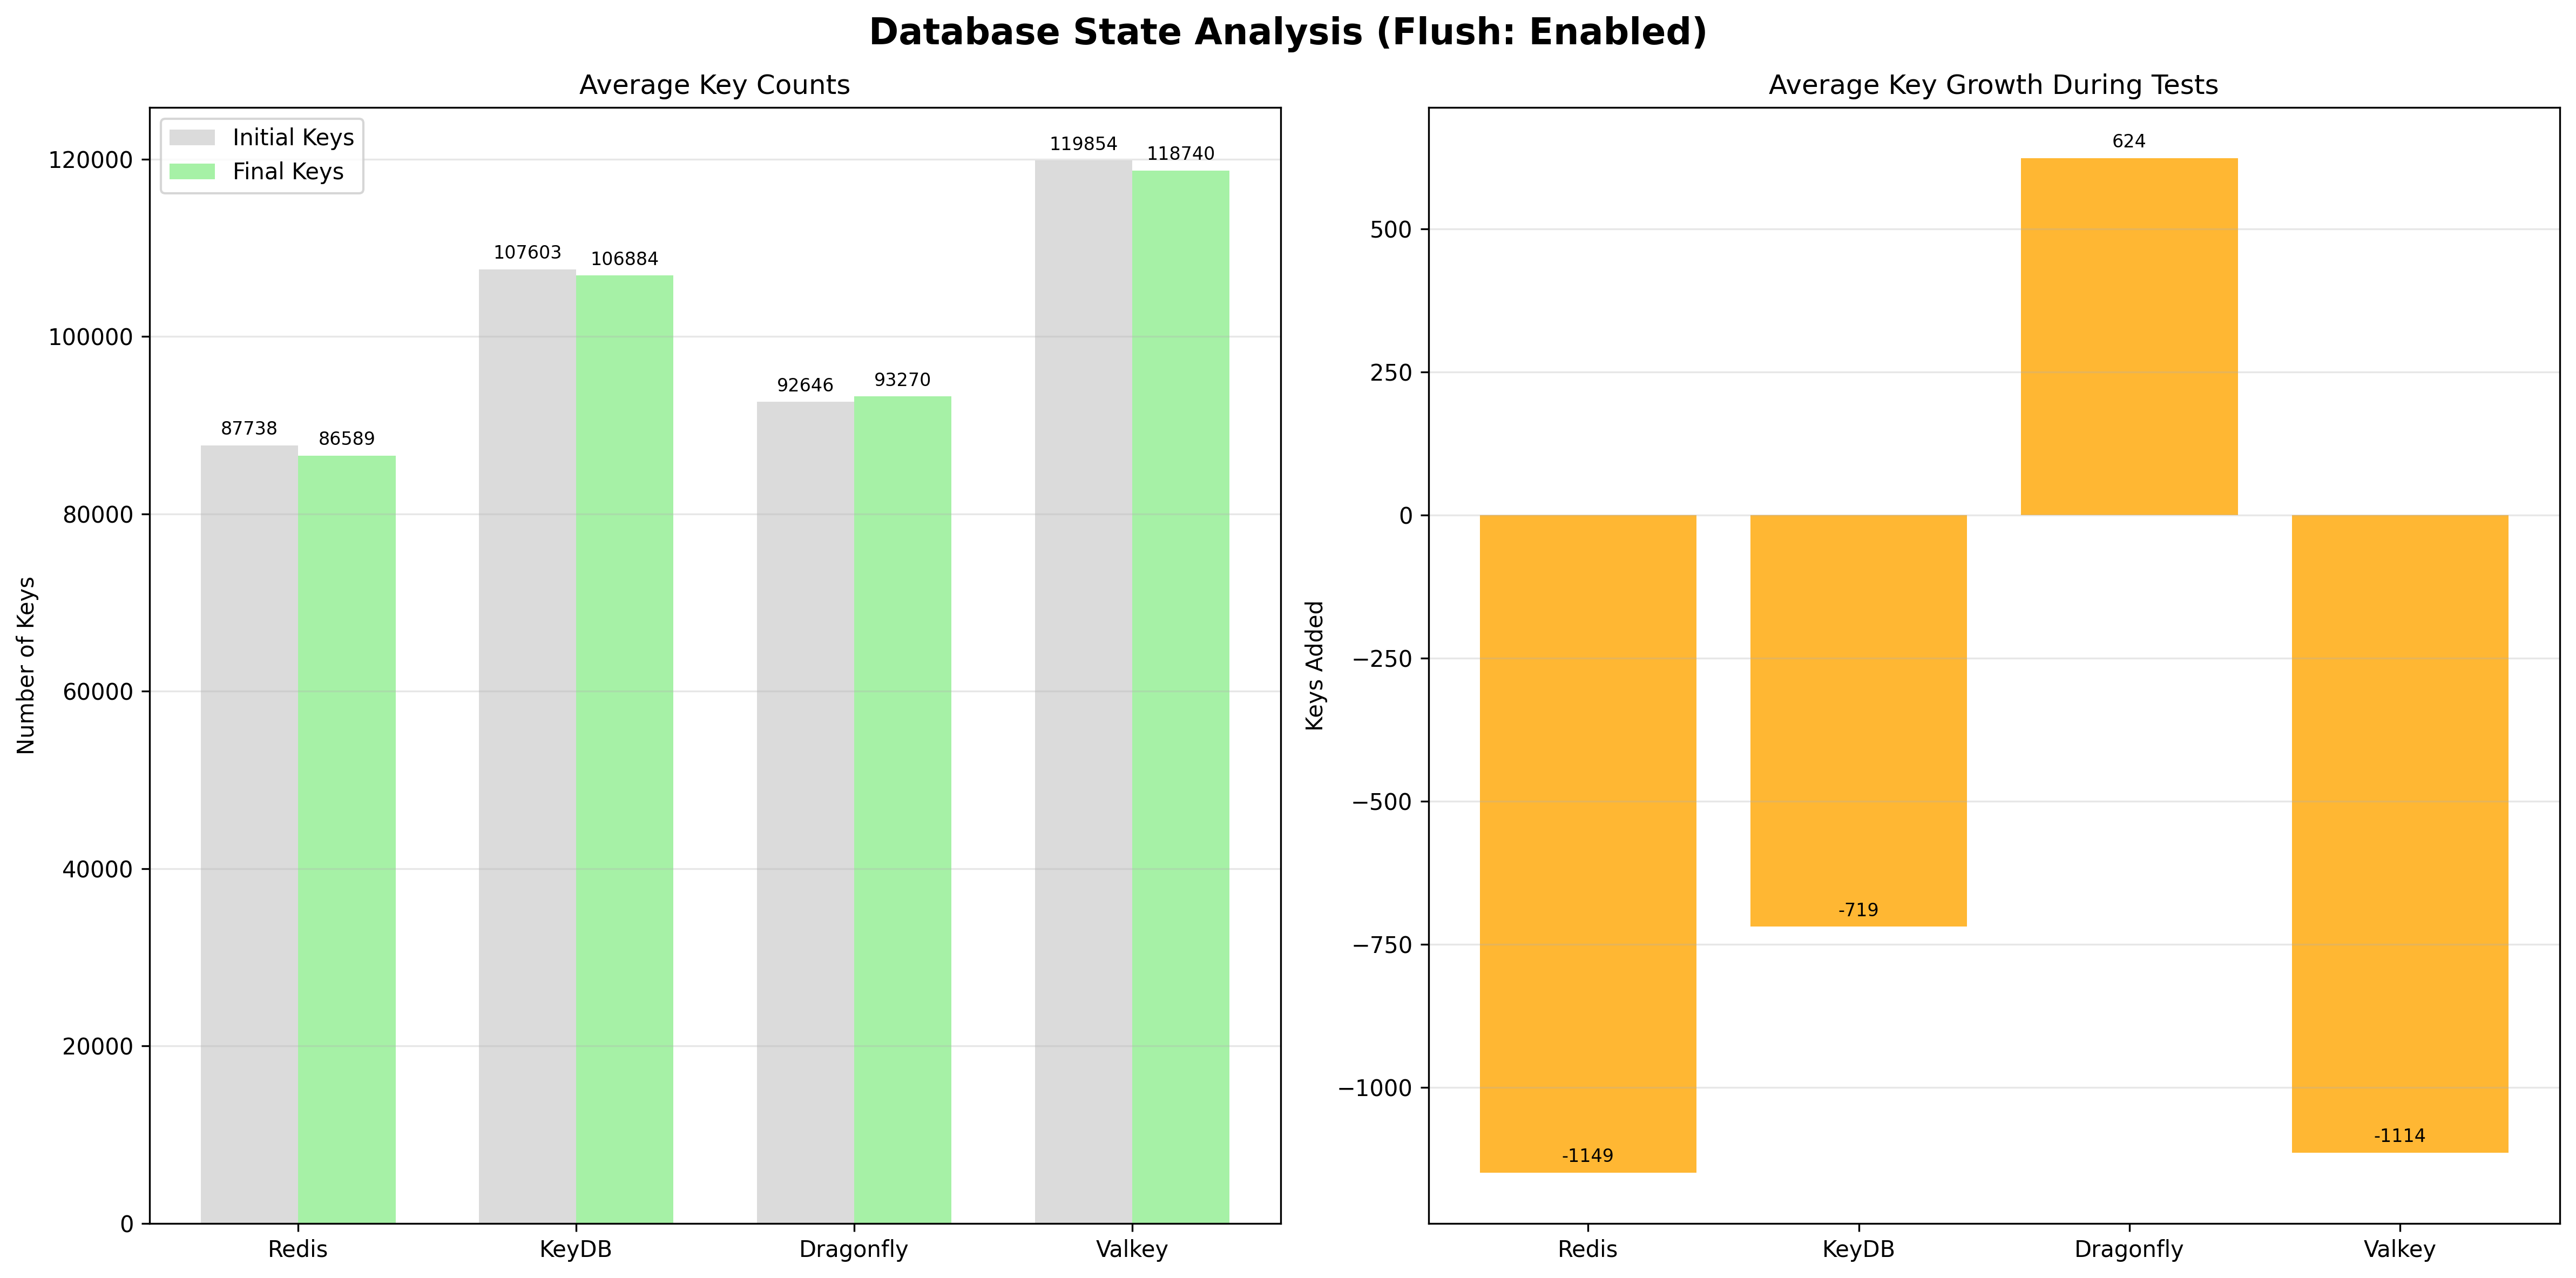 Database State Analysis (Flush: Enabled)
Average Key Counts
Initial Keys
Final Keys
Number of Keys
120000
100000
80000
60000
40000
20000
0
87738
86589
107603
106884
92646
93270
119854
118740
Redis
KeyDB
Dragonfly
Valkey
Average Key Growth During Tests
Keys Added
500
250
0
−250
−500
−750
−1000
-1149
-719
624
-1114
Redis
KeyDB
Dragonfly
Valkey